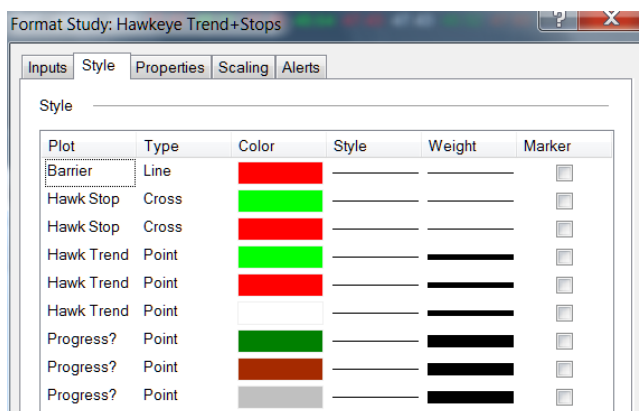 Format Study: Hawkeye Trend+Stops
? X
Inputs Style Properties Scaling Alerts
Style
Plot Type Color Style Weight Marker
Barrier Line
Hawk Stop Cross
Hawk Stop Cross
Hawk Trend Point
Hawk Trend Point
Hawk Trend Point
Progress? Point
Progress? Point
Progress? Point